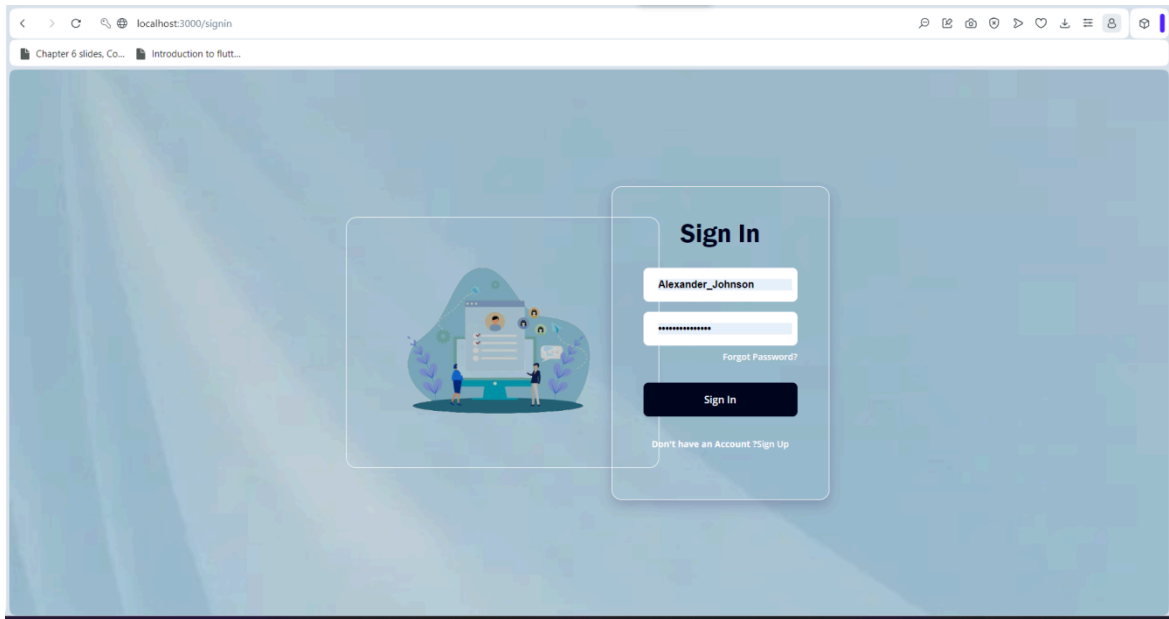 localhost:3000/signin
Chapter 6 slides, Co... Introduction to flutt...
Sign In
Alexander_Johnson
•••••••••••••••
Forgot Password?
Sign In
Don't have an Account ?Sign Up